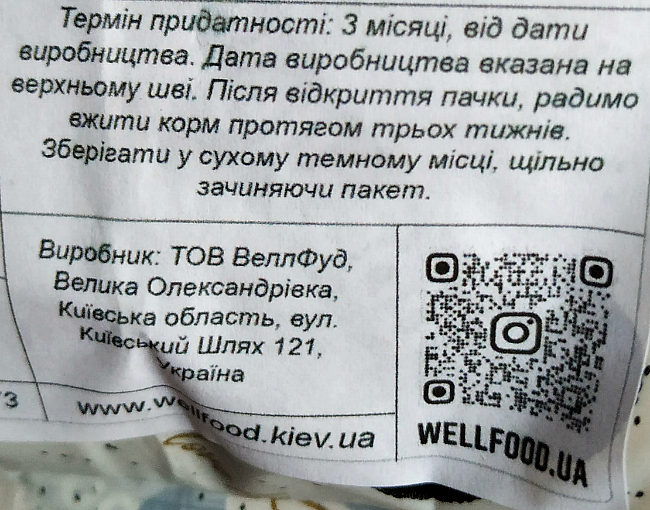 Термін придатності: 3 місяці, від дати
виробництва. Дата виробництва вказана на
верхньому шві. Після відкриття пачки, радимо
вжити корм протягом трьох тижнів.
Зберігати у сухому темному місці, щільно
зачиняючи пакет.
Виробник: ТОВ ВеллФуд,
Велика Олександрівка,
Київська область, вул.
Київський Шлях 121,
Україна
www.wellfood.kiev.ua
WELLFOOD.UA